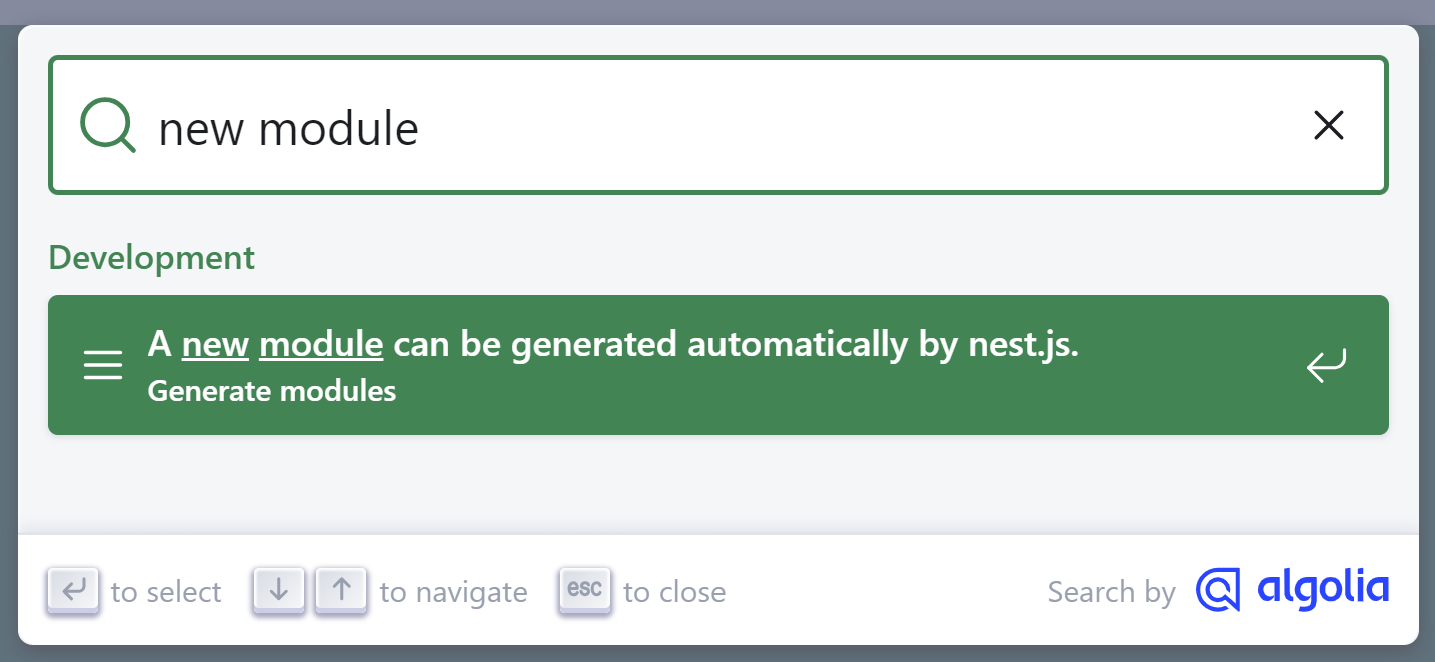 new module
Development
A new module can be generated automatically by nest.js.
Generate modules
to select to navigate esc to close Search by algolia